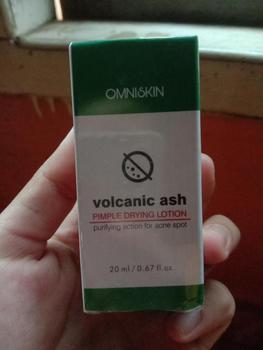 OMNISKIN
volcanic ash
PIMPLE DRYING LOTION
purifying action for acne spot
20 ml / 0.67 fl.oz